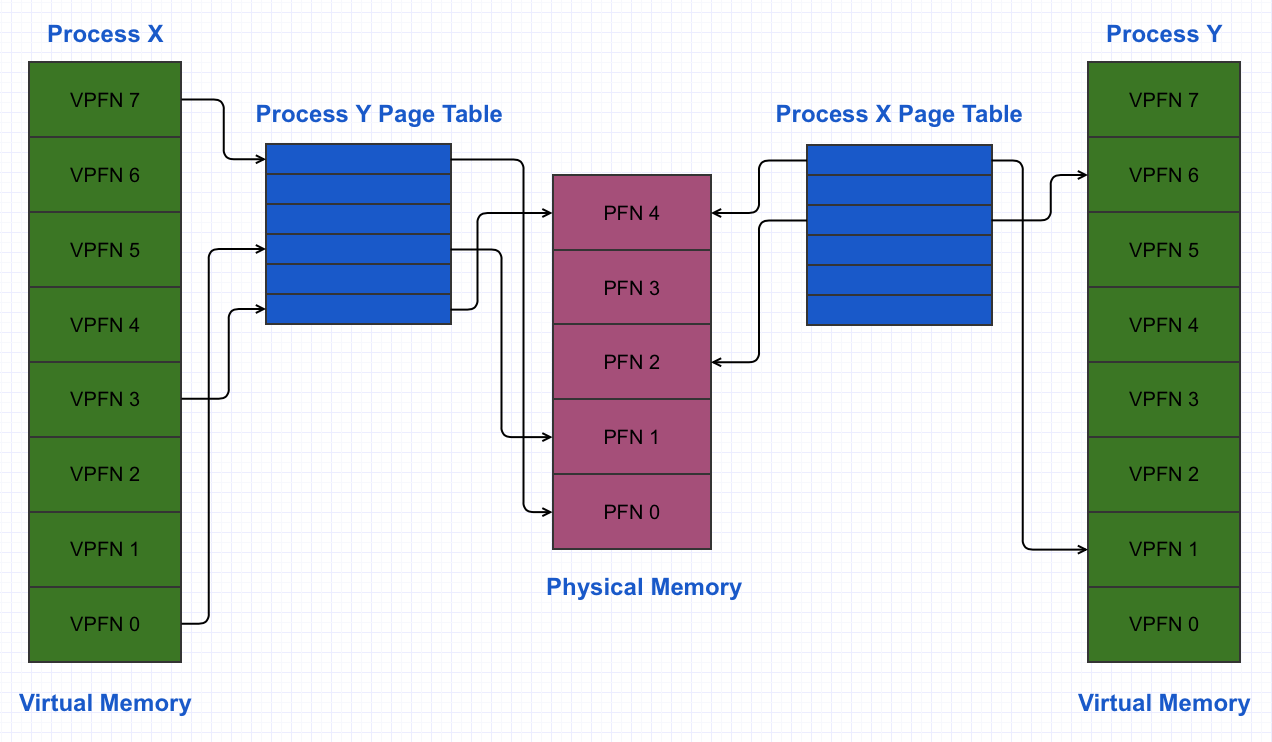 Process X
VPFN 7
VPFN 6
VPFN 5
VPFN 4
VPFN 3
VPFN 2
VPFN 1
VPFN 0
Virtual Memory
Process Y Page Table
PFN 4
PFN 3
PFN 2
PFN 1
PFN 0
Physical Memory
Process X Page Table
Process Y
VPFN 7
VPFN 6
VPFN 5
VPFN 4
VPFN 3
VPFN 2
VPFN 1
VPFN 0
Virtual Memory